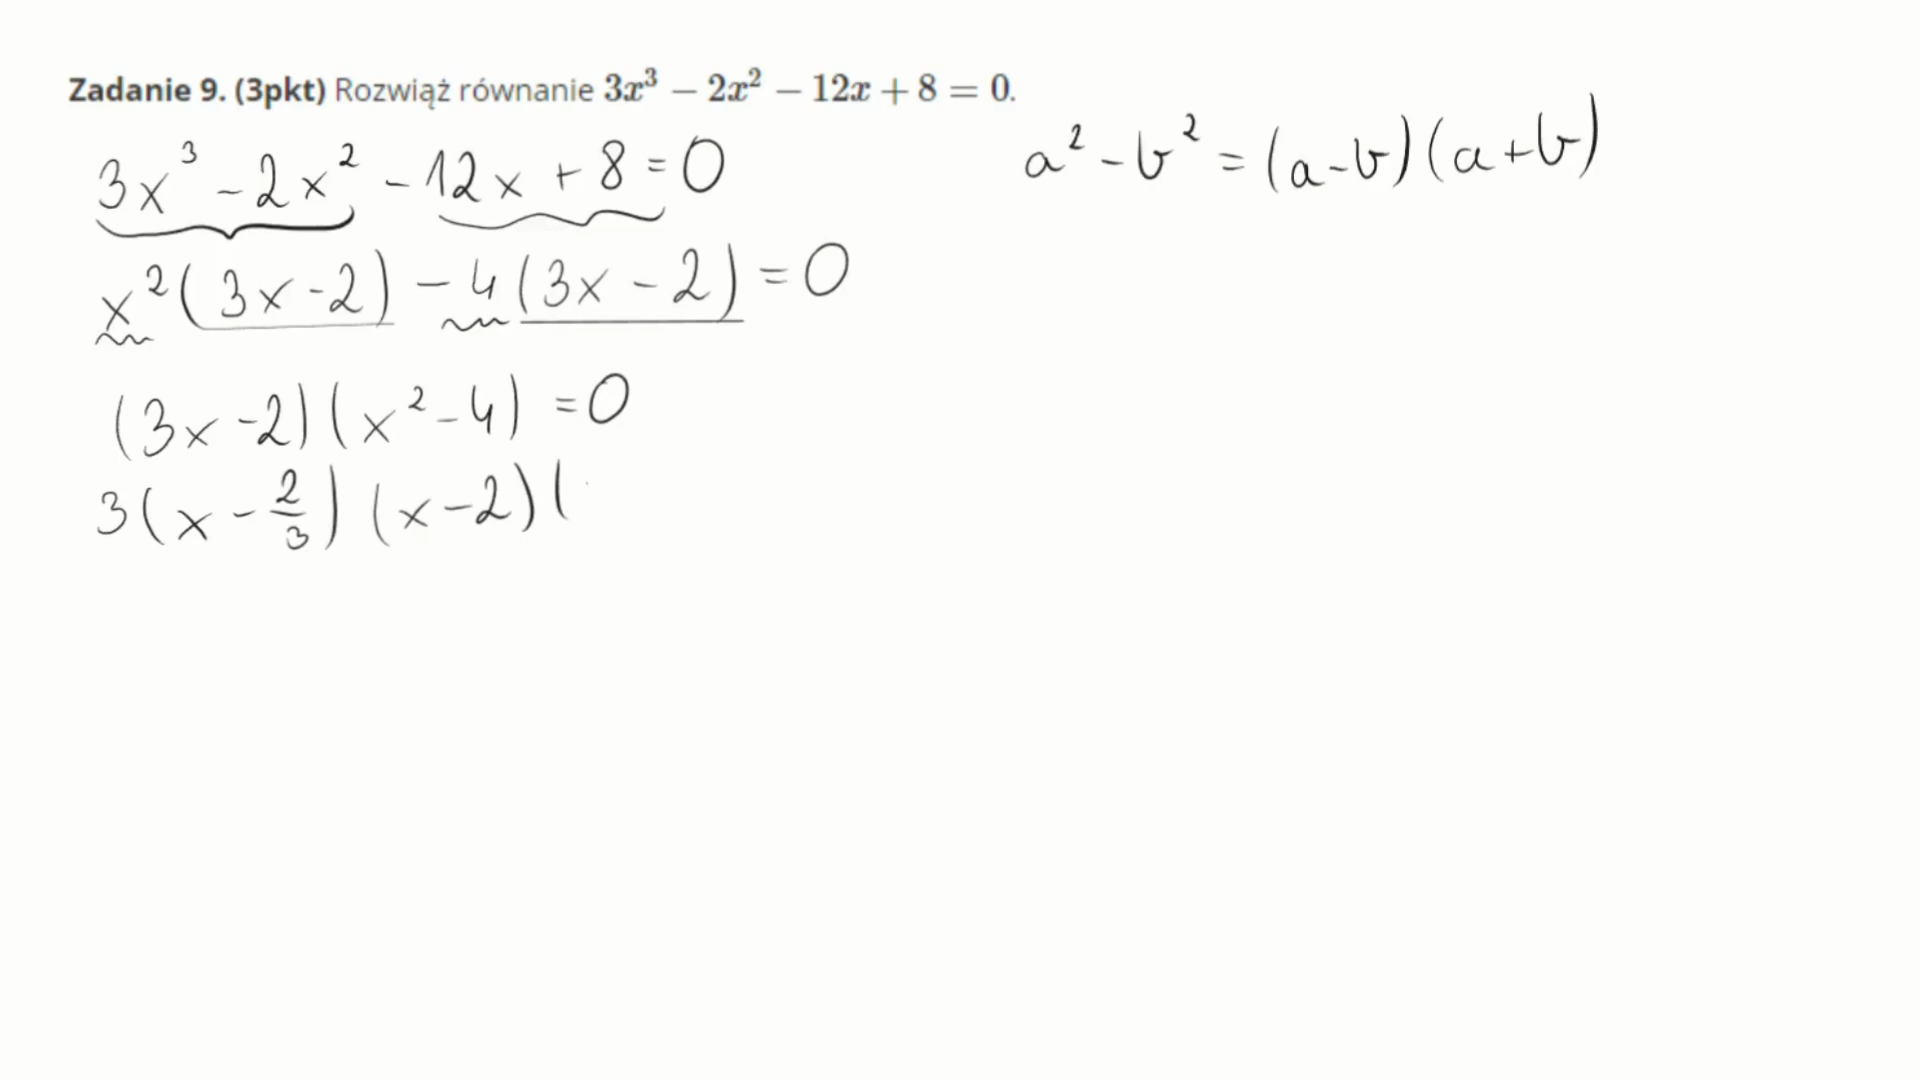 Zadanie 9. (3pkt) Rozwiąż równanie 3x³ − 2x² − 12x + 8 = 0.
3x³ - 2x² - 12x + 8 = 0
a² - b² = (a-b)(a+b)
x²(3x-2) - 4(3x-2) = 0
(3x-2)(x²-4) = 0
3(x - 2/3)(x-2)(